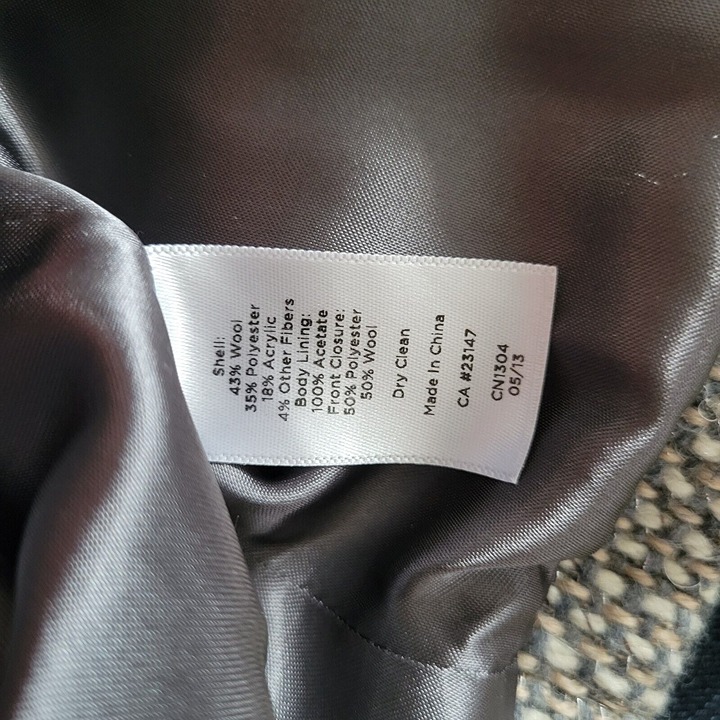 Shell:
43% Wool
35% Polyester
18% Acrylic
4% Other Fibers
Body Lining:
100% Acetate
Front Closure:
50% Polyester
50% Wool
Dry Clean
Made In China
CA #23147
CN1304
05/13